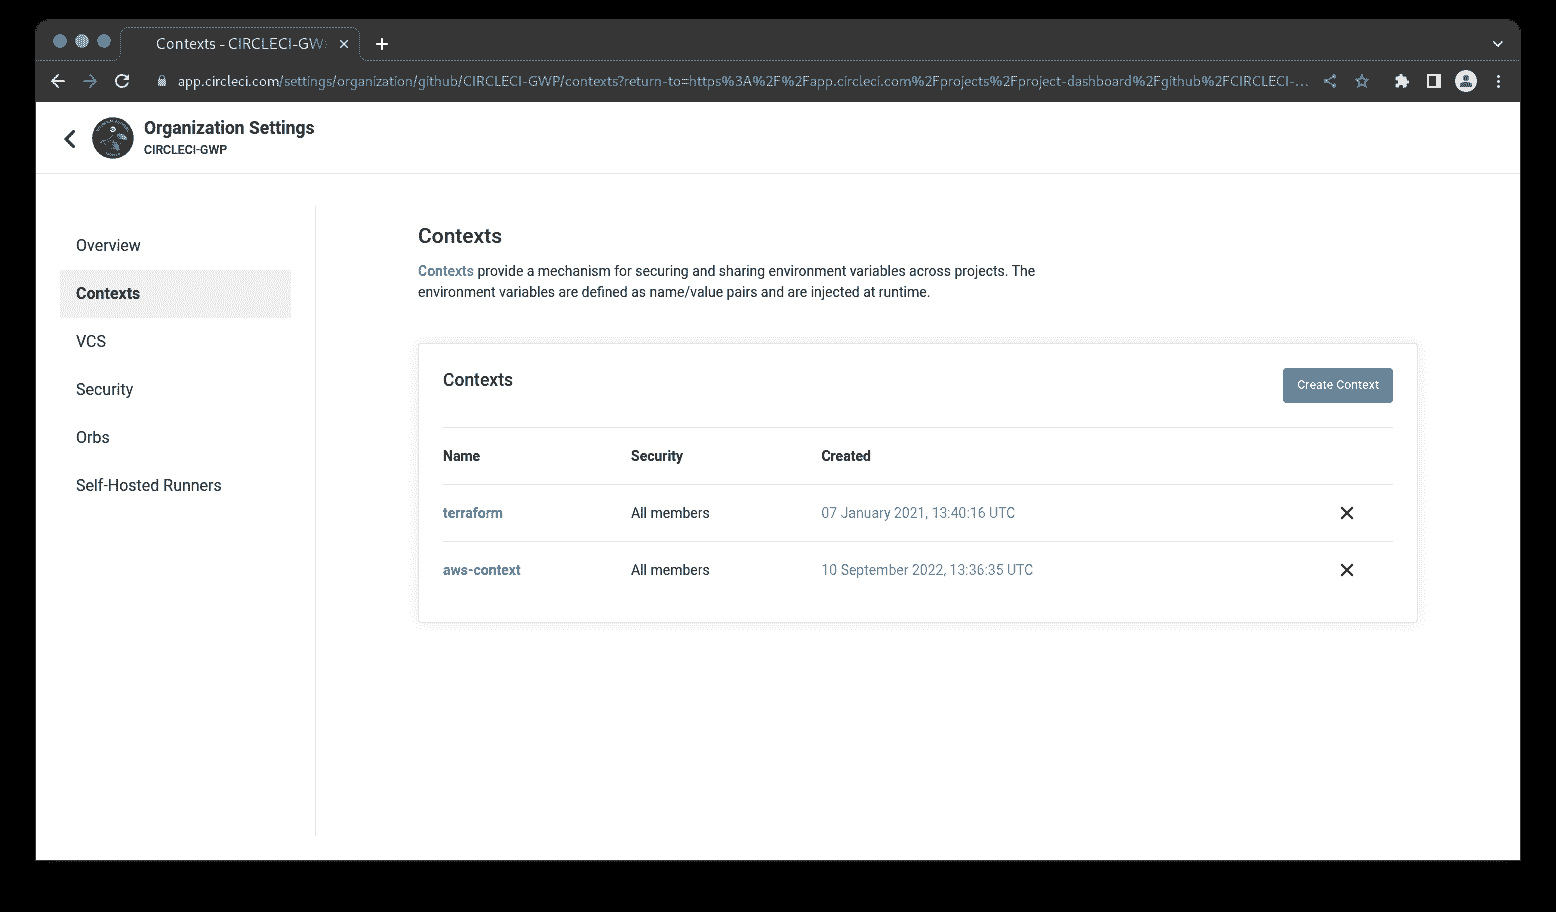 Contexts - CIRCLECI-GW
app.circleci.com/settings/organization/github/CIRCLECI-GWP/contexts?return-to=https%3A%2F%2Fapp.circleci.com%2Fprojects%2Fproject-dashboard%2Fgithub%2FCIRCLECI-...
Organization Settings
CIRCLECI-GWP
Overview
Contexts
VCS
Security
Orbs
Self-Hosted Runners
Contexts
Contexts provide a mechanism for securing and sharing environment variables across projects. The
environment variables are defined as name/value pairs and are injected at runtime.
Contexts
Create Context
Name Security Created
terraform All members 07 January 2021, 13:40:16 UTC
aws-context All members 10 September 2022, 13:36:35 UTC